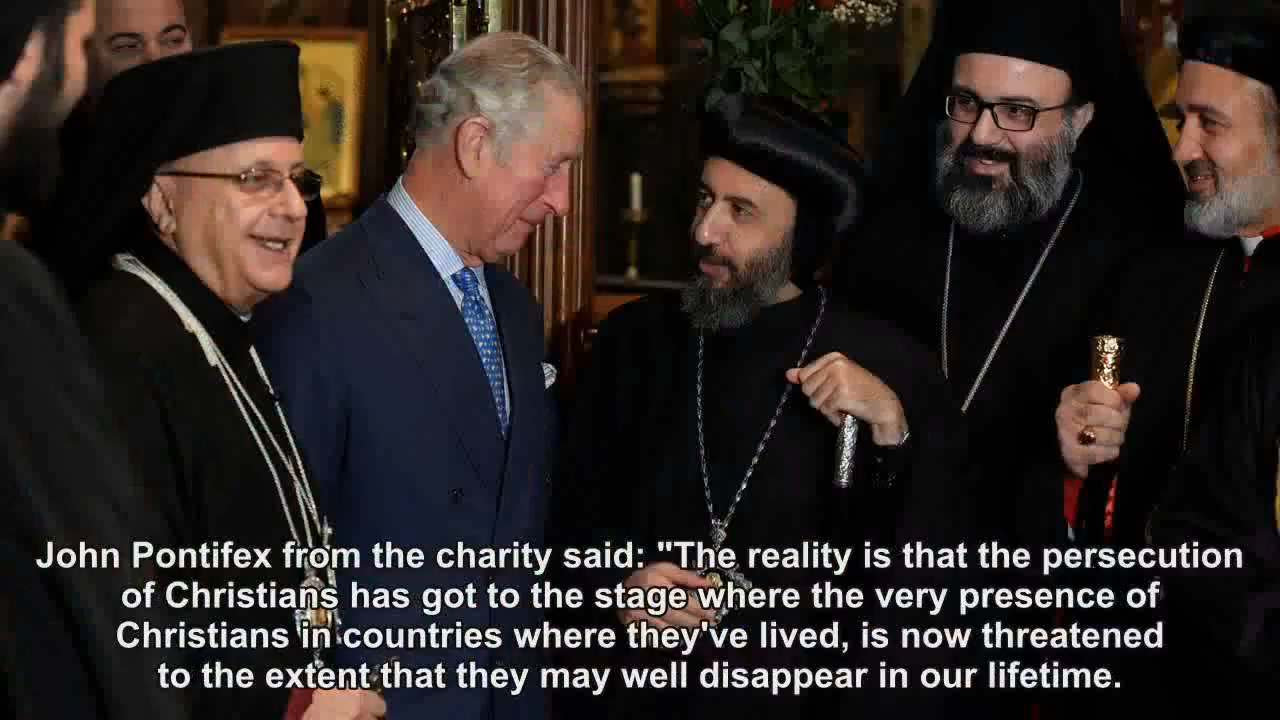 John Pontifex from the charity said: "The reality is that the persecution
of Christians has got to the stage where the very presence of
Christians in countries where they've lived, is now threatened
to the extent that they may well disappear in our lifetime.